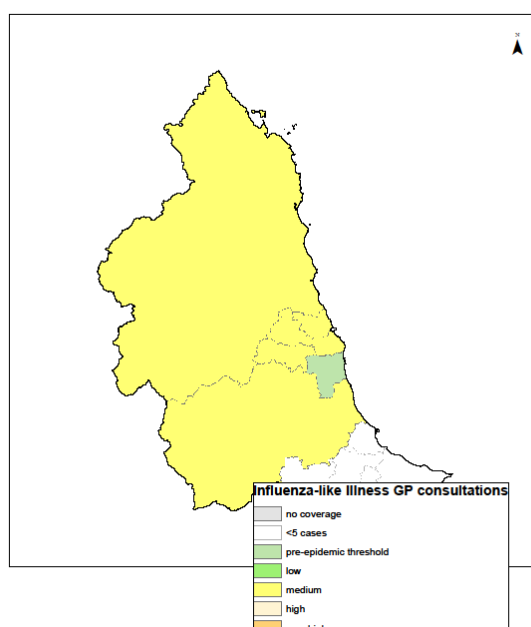 Influenza-like Illness GP consultations
no coverage
<5 cases
pre-epidemic threshold
low
medium
high